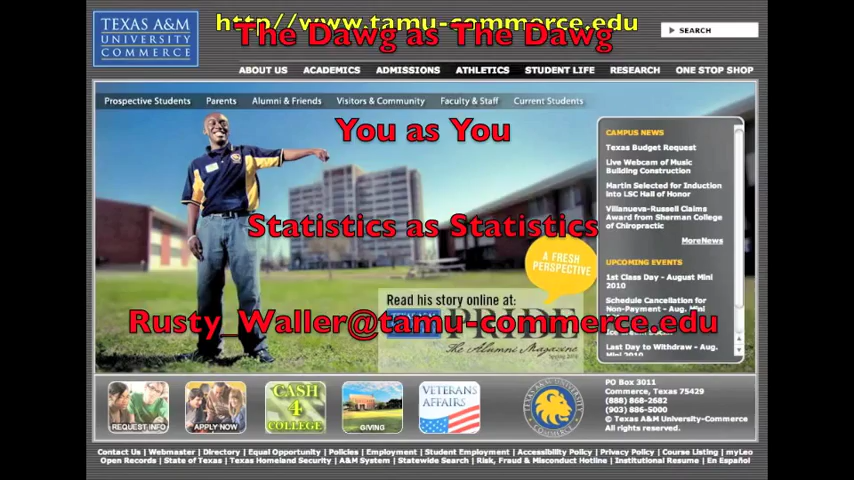 http//www.tamu-commerce.edu
The Dawg as The Dawg
TEXAS A&M
UNIVERSITY
COMMERCE
SEARCH
ABOUT US ACADEMICS ADMISSIONS ATHLETICS STUDENT LIFE RESEARCH ONE STOP SHOP
Prospective Students Parents Alumni & Friends Visitors & Community Faculty & Staff Current Students
You as You
Statistics as Statistics
Rusty_Waller@tamu-commerce.edu
CAMPUS NEWS
Texas Budget Request
Live Webcam of Music
Building Construction
Martin Selected for Induction
into LSC Hall of Honor
Villanueva-Russell Claims
Award from Sherman College
of Chiropractic
MoreNews
UPCOMING EVENTS
1st Class Day - August Mini
2010
Schedule Cancellation for
Non-Payment - Aug. Mini
Last Day to Withdraw - Aug.
Mini 2010
A FRESH
PERSPECTIVE
Read his story online at:
PRIDE
The Alumni Magazine
REQUEST INFO
APPLY NOW
CASH
4
COLLEGE
GIVING
VETERANS
AFFAIRS
TEXAS A&M UNIVERSITY
COMMERCE
PO Box 3011
Commerce, Texas 75429
(888) 868-2682
(903) 886-5000
© Texas A&M University-Commerce
All rights reserved.
Contact Us | Webmaster | Directory | Equal Opportunity | Policies | Employment | Student Employment | Accessibility Policy | Privacy Policy | Course Listing | myLeo
Open Records | State of Texas | Texas Homeland Security | A&M System | Statewide Search | Risk, Fraud & Misconduct Hotline | Institutional Resume | En Español